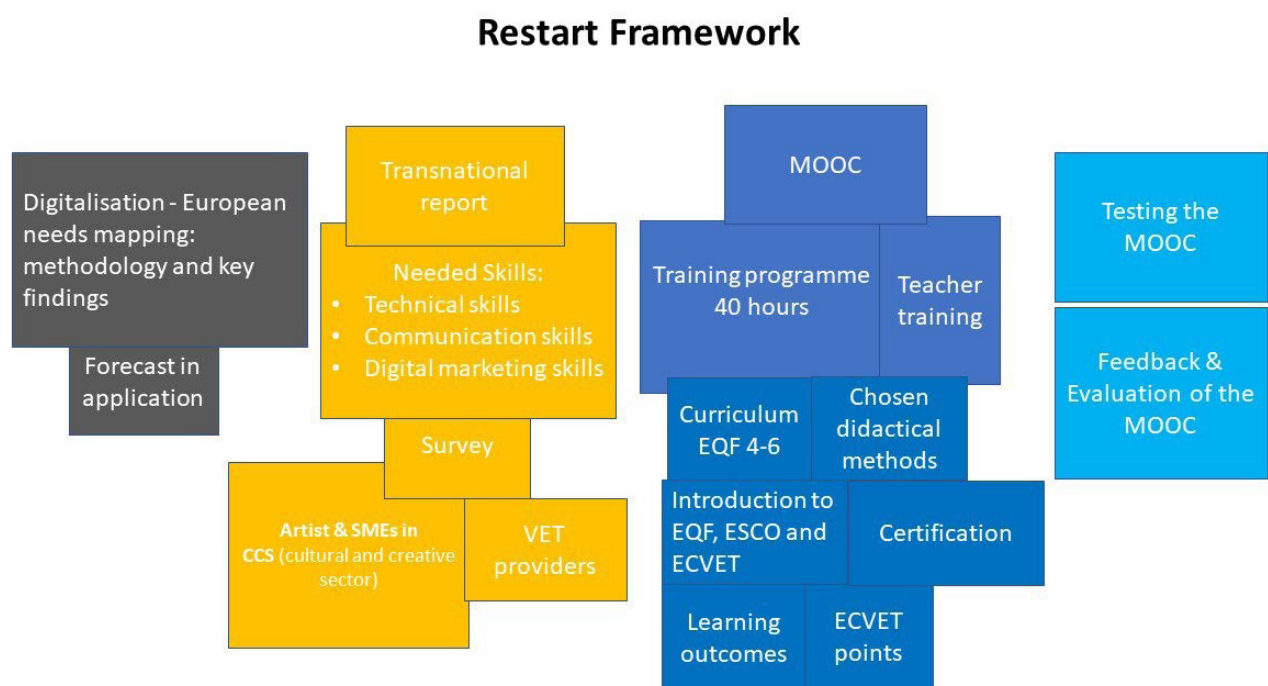 Restart Framework
Digitalisation - European
needs mapping:
methodology and key
findings
Forecast in
application
Transnational
report
Needed Skills:
• Technical skills
• Communication skills
• Digital marketing skills
Survey
Artist & SMEs in
CCS (cultural and creative
sector)
VET
providers
MOOC
Training programme
40 hours
Teacher
training
Curriculum
EQF 4-6
Chosen
didactical
methods
Introduction to
EQF, ESCO and
ECVET
Certification
Learning
outcomes
ECVET
points
Testing the
MOOC
Feedback &
Evaluation of the
MOOC